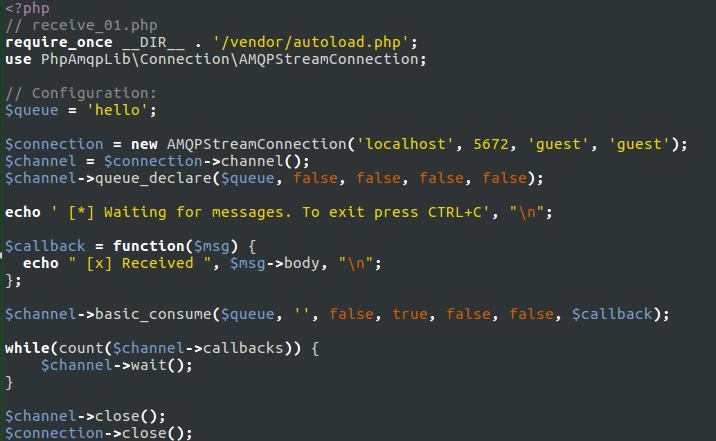 <?php
// receive_01.php
require_once __DIR__ . '/vendor/autoload.php';
use PhpAmqpLib\Connection\AMQPStreamConnection;

// Configuration:
$queue = 'hello';

$connection = new AMQPStreamConnection('localhost', 5672, 'guest', 'guest');
$channel = $connection->channel();
$channel->queue_declare($queue, false, false, false, false);

echo ' [*] Waiting for messages. To exit press CTRL+C', "\n";

$callback = function($msg) {
  echo " [x] Received ", $msg->body, "\n";
};

$channel->basic_consume($queue, '', false, true, false, false, $callback);

while(count($channel->callbacks)) {
    $channel->wait();
}

$channel->close();
$connection->close();